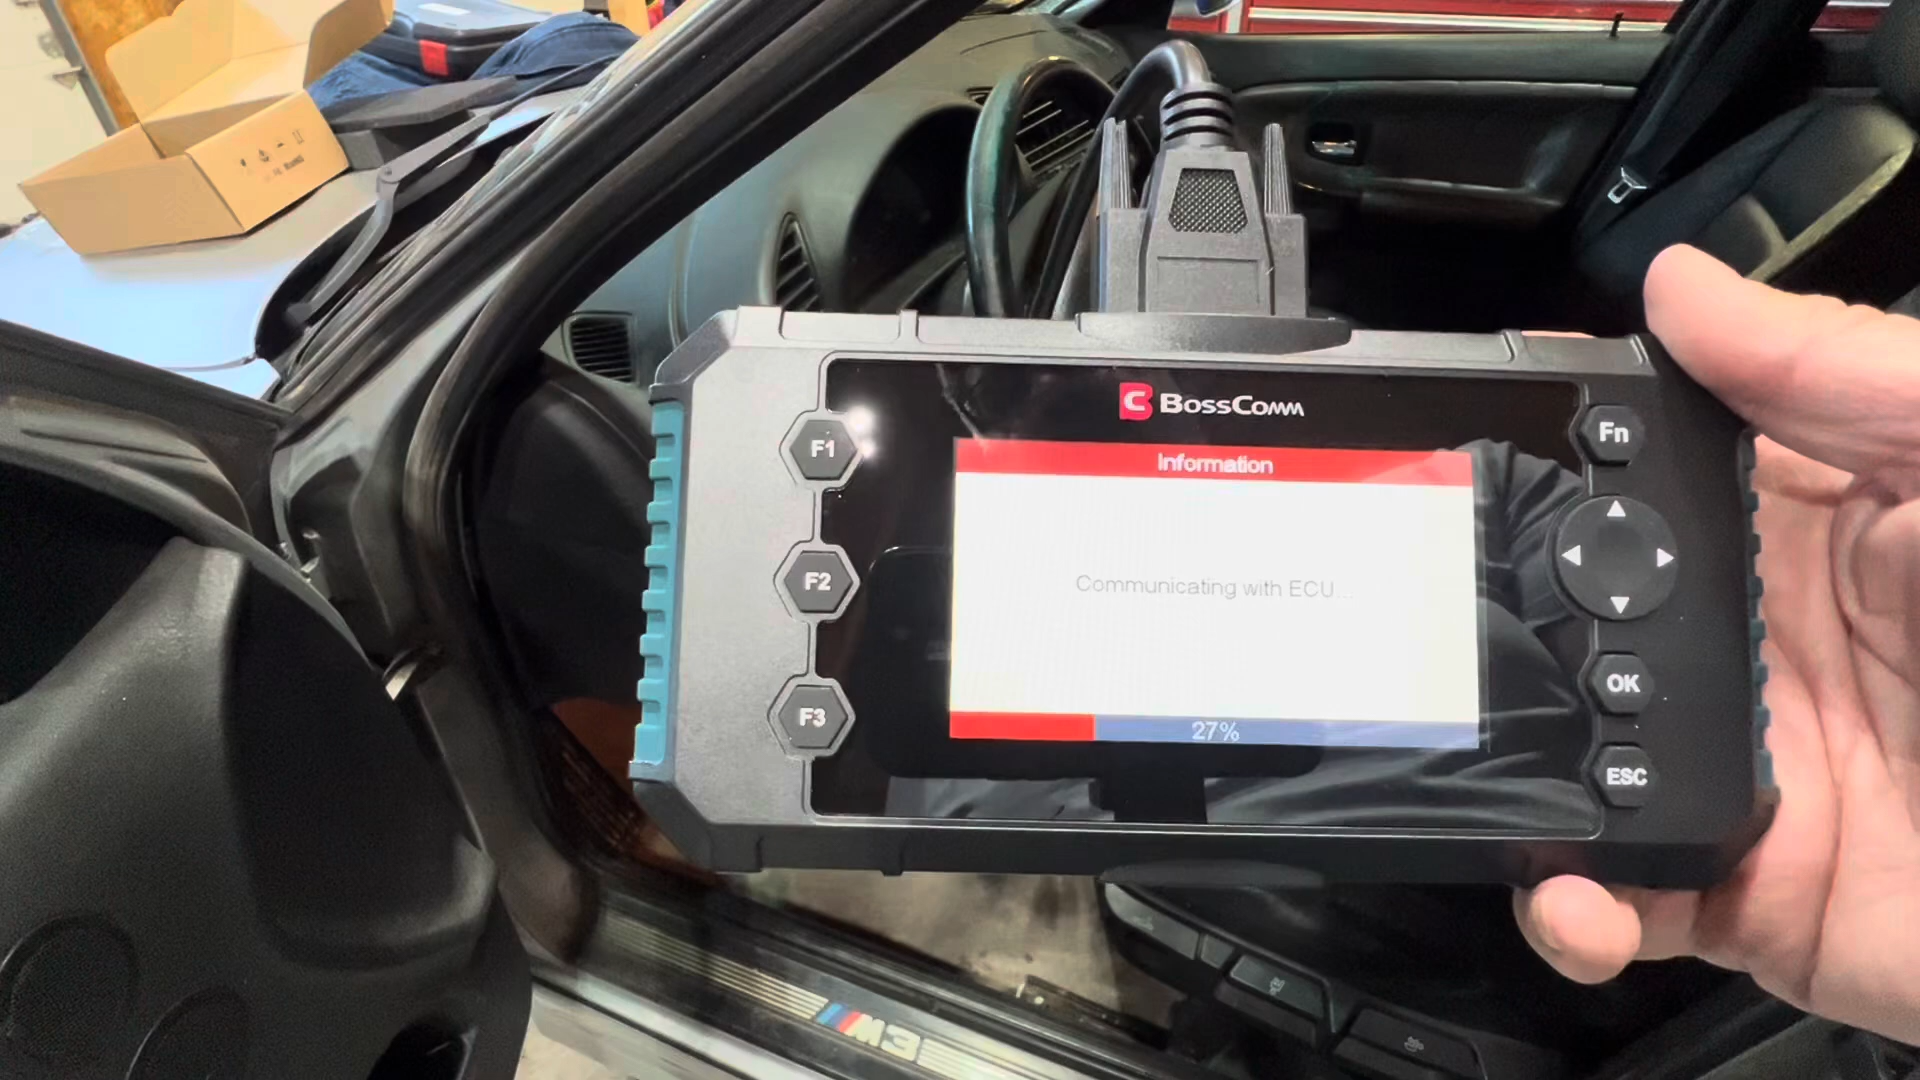 BossComm
Information
Communicating with ECU...
27%
F1
F2
F3
Fn
OK
ESC
M3